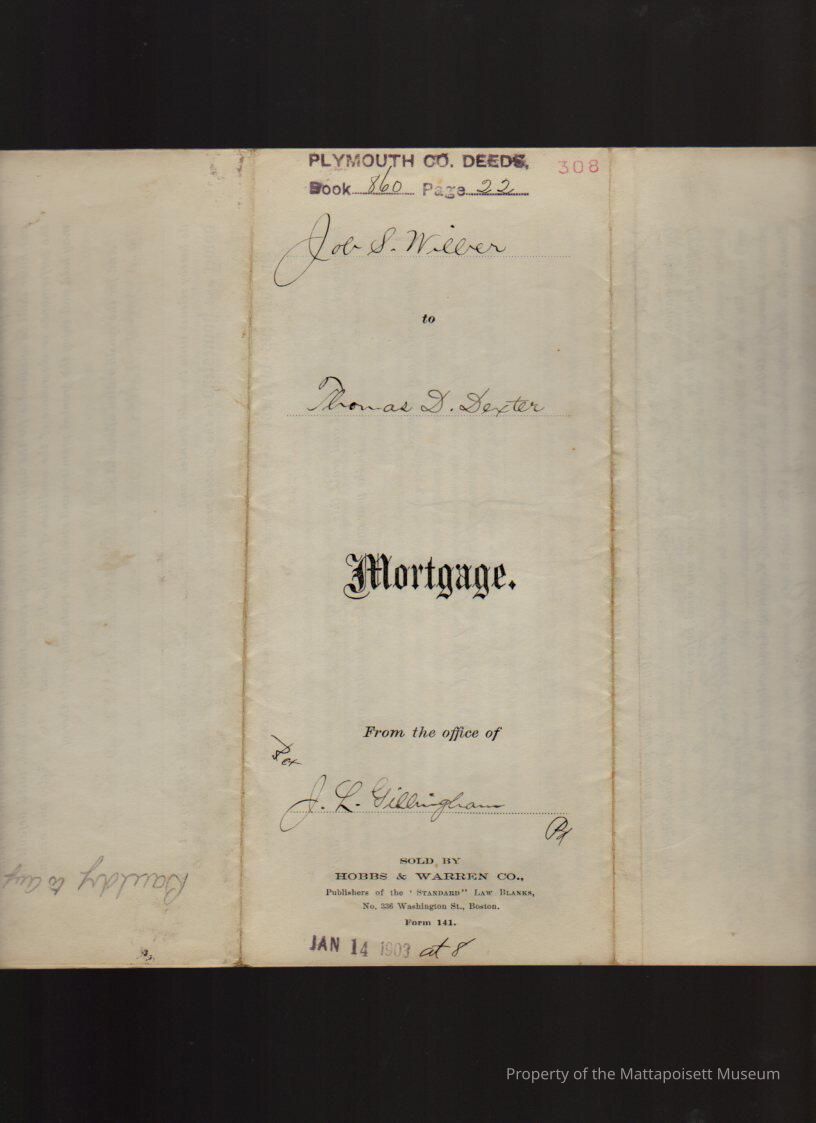 PLYMOUTH CO. DEEDS,
308
Book 860 Page 22
Job S. Wilber
to
Thomas D. Dexter
Mortgage.
From the office of
J. L. Gillingham
Pd
SOLD BY
HOBBS & WARREN CO.,
Publishers of the ‘ STANDARD” LAW BLANKS,
No. 236 Washington St., Boston.
Form 141.
JAN 14 1903 at 8
Property of the Mattapoisett Museum